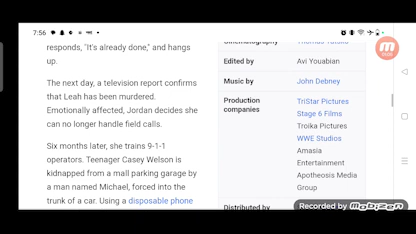 7:56
responds, "It's already done," and hangs
up.
The next day, a television report confirms
that Leah has been murdered.
Emotionally affected, Jordan decides she
can no longer handle field calls.
Six months later, she trains 9-1-1
operators. Teenager Casey Welson is
kidnapped from a mall parking garage by
a man named Michael, forced into the
trunk of a car. Using a disposable phone
Edited by Avi Youabian
Music by John Debney
Production TriStar Pictures
companies Stage 6 Films
Troika Pictures
WWE Studios
Amasia
Entertainment
Apotheosis Media
Group
Distributed by
Recorded by Mobizen